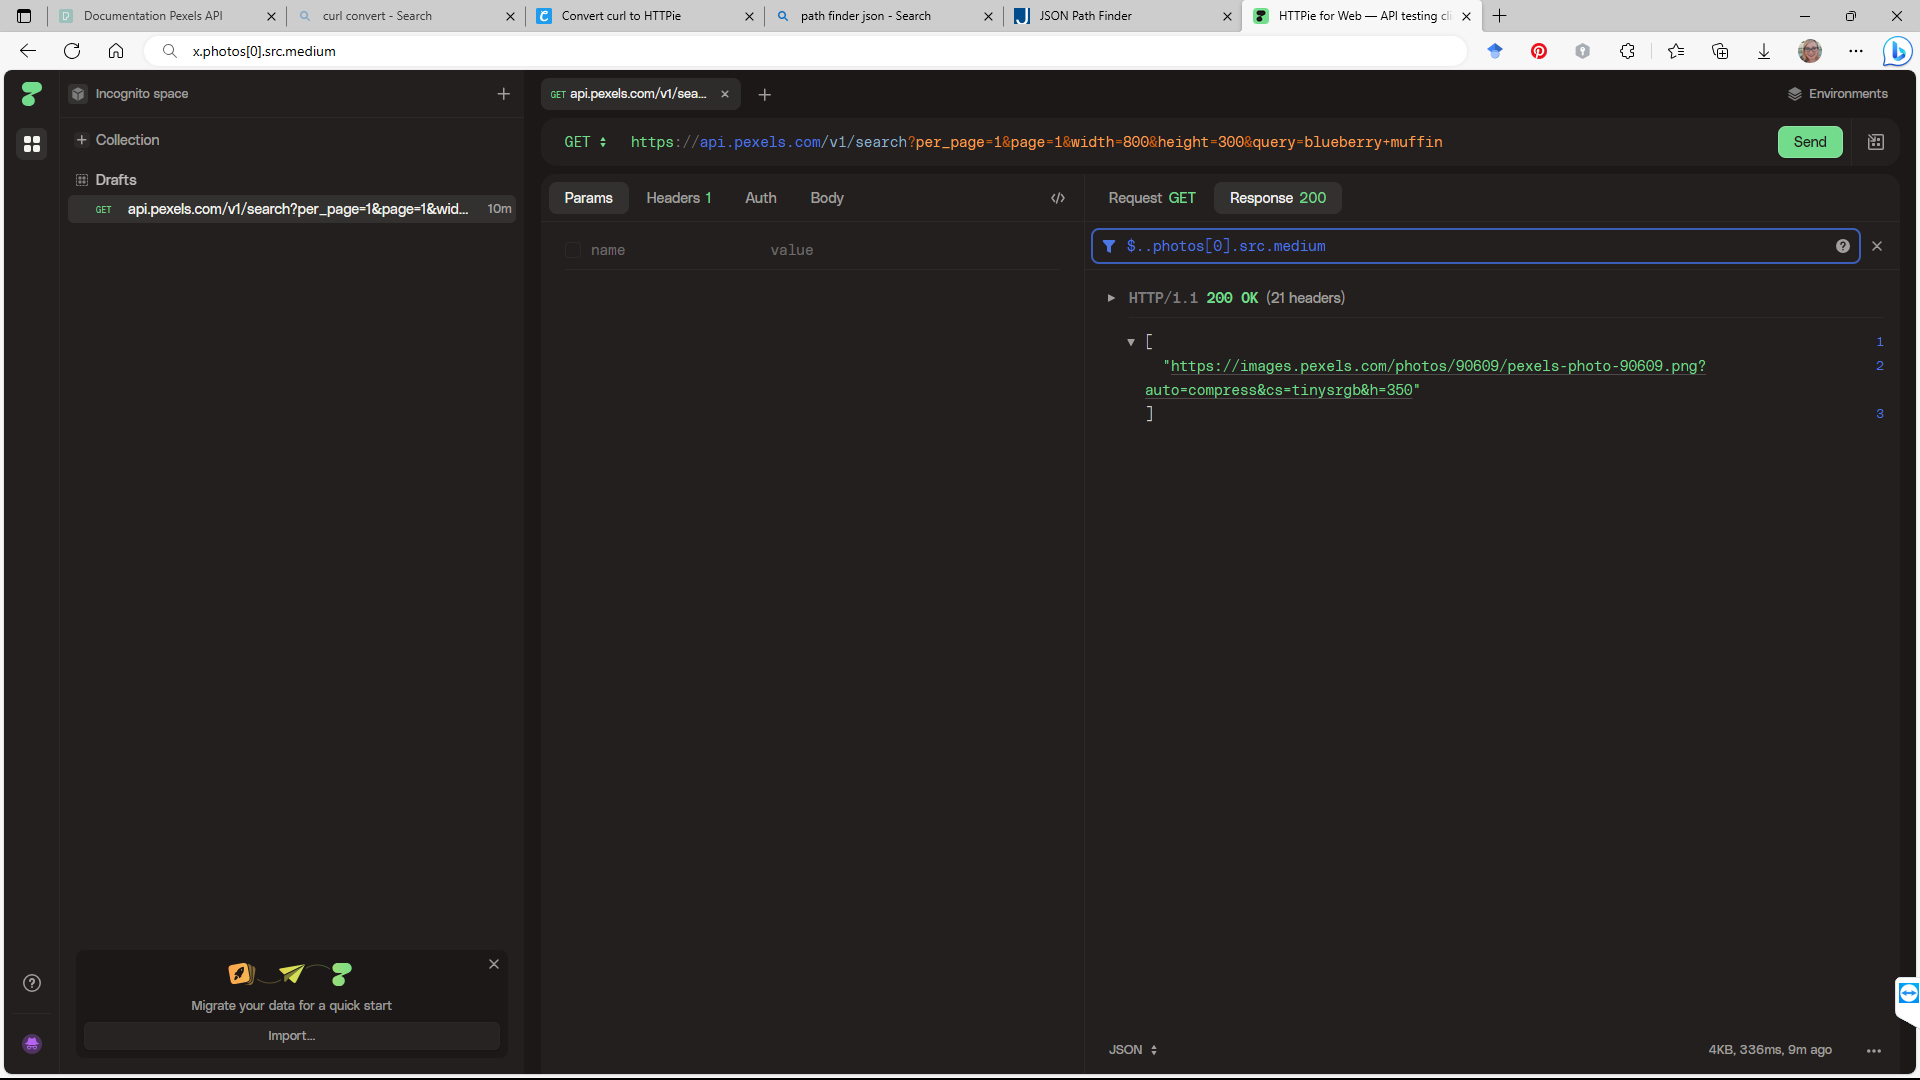 Documentation Pexels API
curl convert - Search
Convert curl to HTTPie
path finder json - Search
JSON Path Finder
HTTPie for Web — API testing cli
x.photos[0].src.medium
Incognito space
Collection
Drafts
GET api.pexels.com/v1/search?per_page=1&page=1&wid... 10m
Migrate your data for a quick start
Import...
GET api.pexels.com/v1/sea...
Environments
GET https://api.pexels.com/v1/search?per_page=1&page=1&width=800&height=300&query=blueberry+muffin
Send
Params Headers 1 Auth Body
name value
Request GET Response 200
$..photos[0].src.medium
HTTP/1.1 200 OK (21 headers)
[ 1
"https://images.pexels.com/photos/90609/pexels-photo-90609.png? 2
auto=compress&cs=tinysrgb&h=350"
] 3
JSON
4KB, 336ms, 9m ago